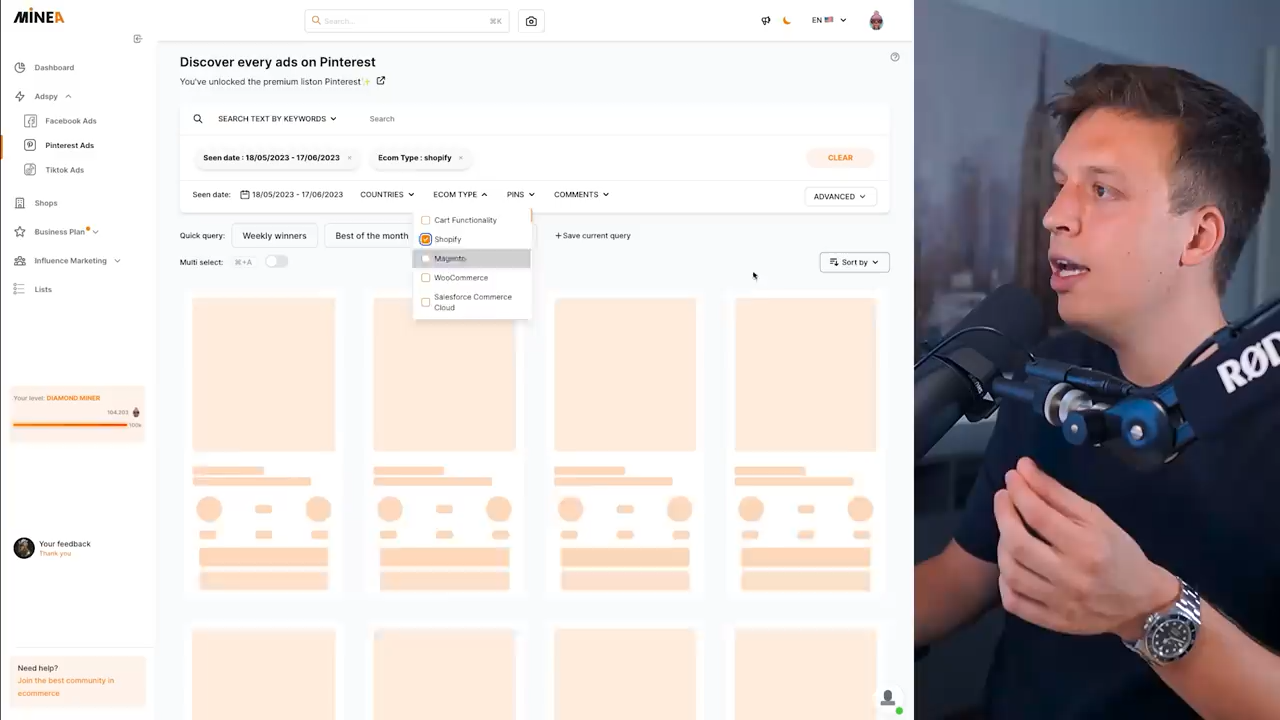 MINEA
Search...
⌘K
EN
Dashboard
Adspy
Facebook Ads
Pinterest Ads
Tiktok Ads
Shops
Business Plan
Influence Marketing
Lists
Your level: DIAMOND MINER
104,203
100k
Your feedback
Thank you
Need help?
Join the best community in
ecommerce
Discover every ads on Pinterest
You've unlocked the premium liston Pinterest
SEARCH TEXT BY KEYWORDS
Search
Seen date : 18/05/2023 - 17/06/2023 ×
Ecom Type : shopify ×
CLEAR
Seen date: 18/05/2023 - 17/06/2023
COUNTRIES
ECOM TYPE
PINS
COMMENTS
ADVANCED
Cart Functionality
Shopify
Magento
WooCommerce
Salesforce Commerce
Cloud
Quick query:
Weekly winners
Best of the month
+ Save current query
Multi select:
⌘+A
Sort by
RØD